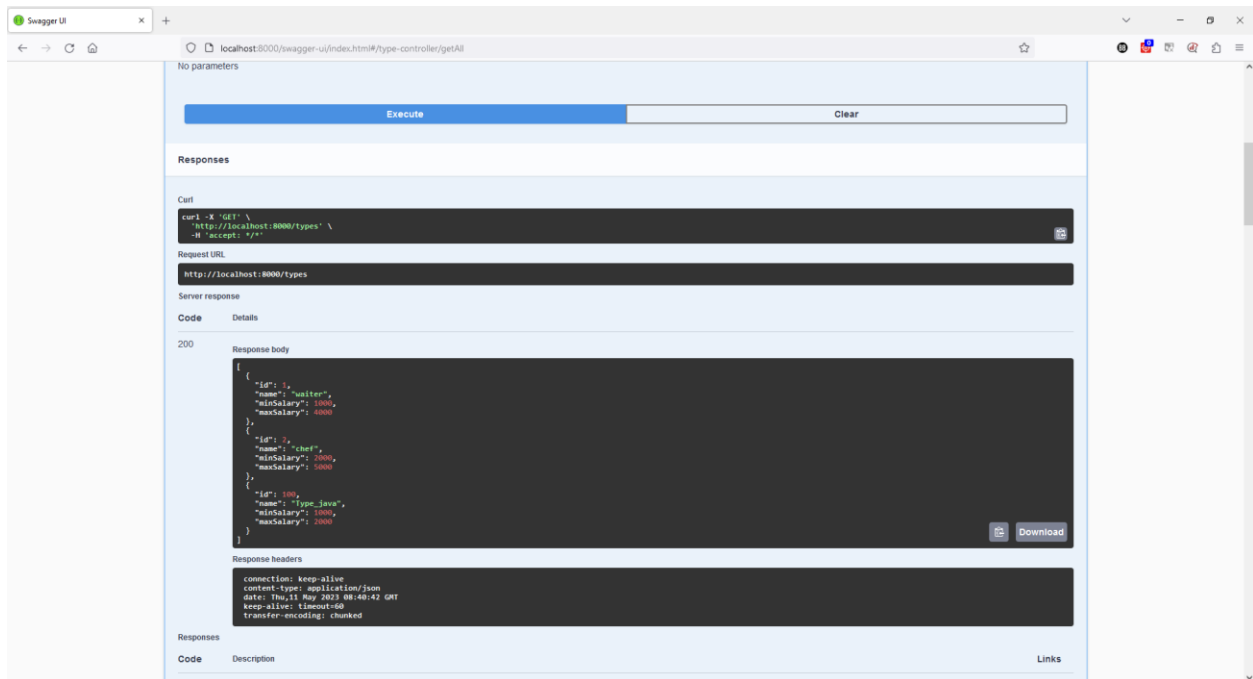 Swagger UI
localhost:8000/swagger-ui/index.html#/type-controller/getAll
No parameters
Execute
Clear
Responses
Curl
curl -X 'GET' \
'http://localhost:8000/types' \
-H 'accept: */*'
Request URL
http://localhost:8000/types
Server response
Code Details
200
Response body
[
{
"id": 1,
"name": "waiter",
"minSalary": 1000,
"maxSalary": 4000
},
{
"id": 2,
"name": "chef",
"minSalary": 2000,
"maxSalary": 5000
},
{
"id": 100,
"name": "Type_java",
"minSalary": 1000,
"maxSalary": 2000
}
]
Download
Response headers
connection: keep-alive
content-type: application/json
date: Thu,11 May 2023 08:40:42 GMT
keep-alive: timeout=60
transfer-encoding: chunked
Responses
Code Description Links